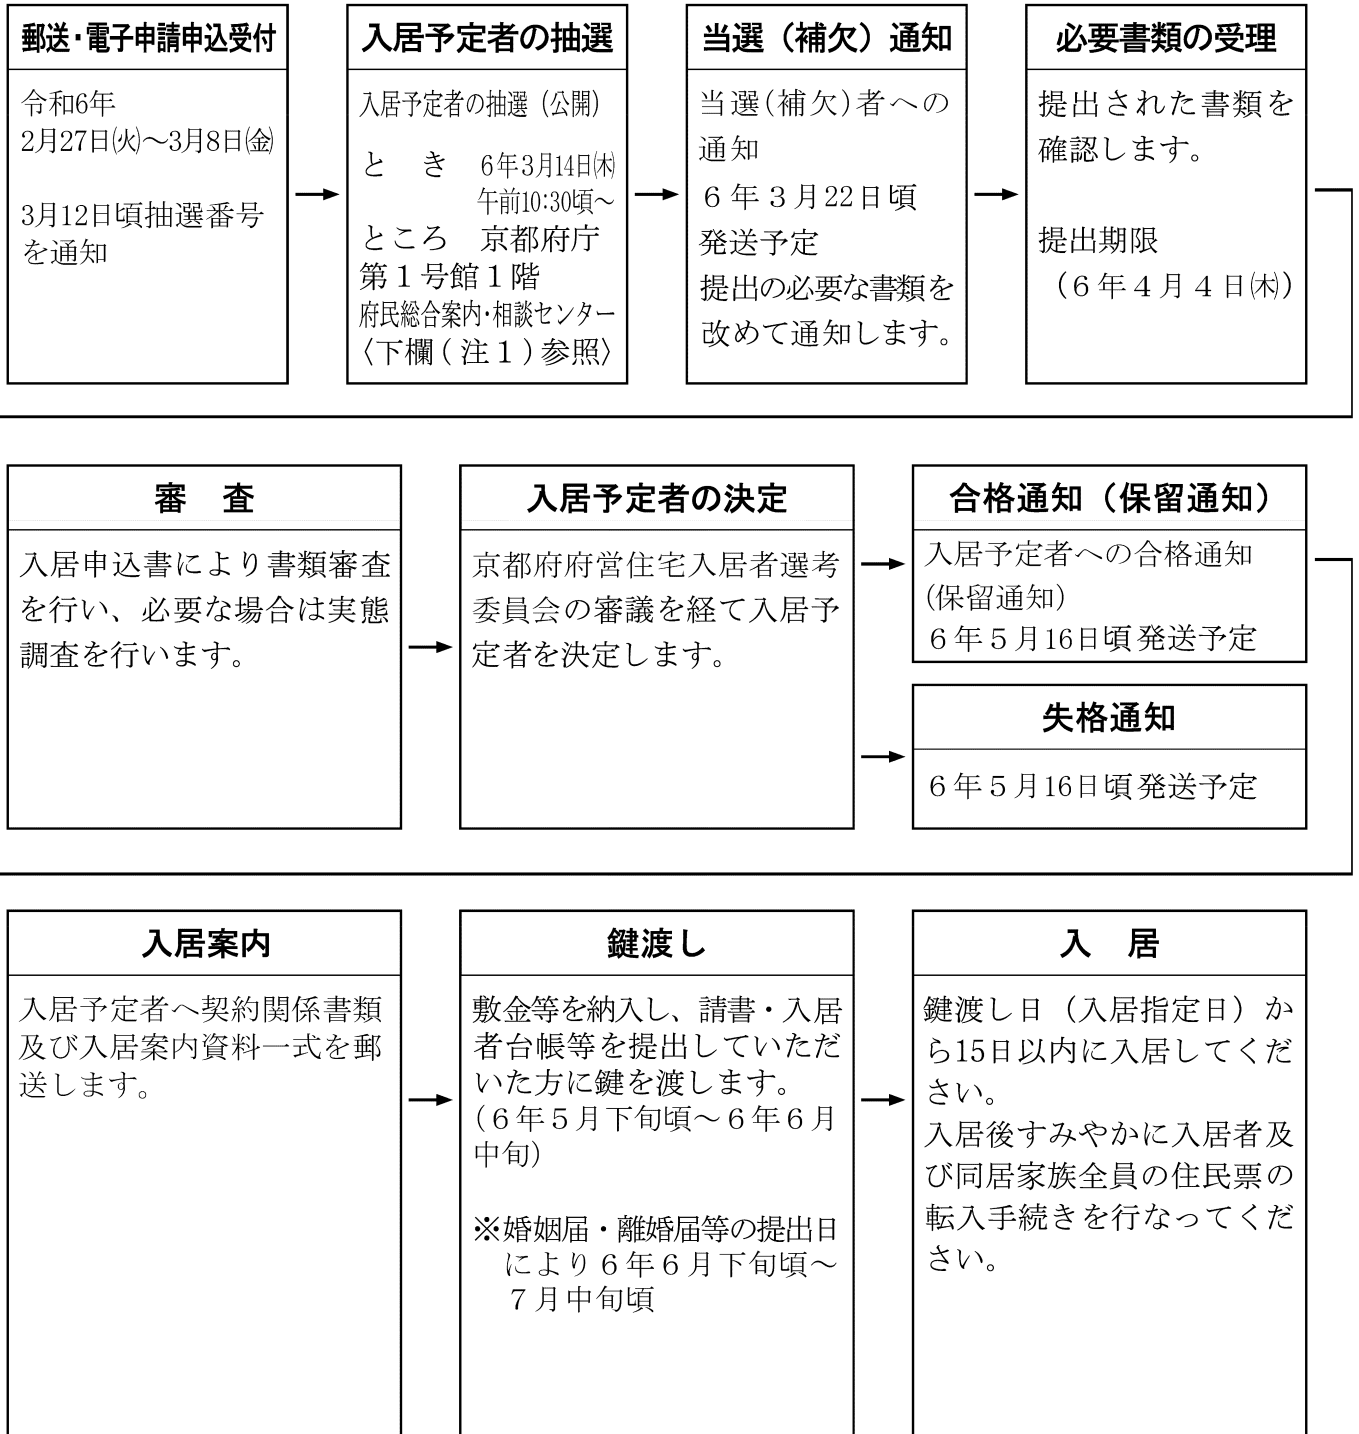 郵送・電子申請申込受付
令和6年
2月27日㈫～3月8日㈮
3月12日頃抽選番号
を通知
入居予定者の抽選
入居予定者の抽選（公開）
と　き　6年3月14日㈭
午前10:30頃～
ところ　京都府庁
第１号館１階
府民総合案内・相談センター
〈下欄(注１)参照〉
当選（補欠）通知
当選(補欠)者への
通知
６年３月22日頃
発送予定
提出の必要な書類を
改めて通知します。
必要書類の受理
提出された書類を
確認します。
提出期限
（６年４月４日㈭）
審　査
入居申込書により書類審査
を行い、必要な場合は実態
調査を行います。
入居予定者の決定
京都府府営住宅入居者選考
委員会の審議を経て入居予
定者を決定します。
合格通知（保留通知）
入居予定者への合格通知
(保留通知)
６年５月16日頃発送予定
失格通知
６年５月16日頃発送予定
入居案内
入居予定者へ契約関係書類
及び入居案内資料一式を郵
送します。
鍵渡し
敷金等を納入し、請書・入居
者台帳等を提出していただ
いた方に鍵を渡します。
(６年５月下旬頃～６年６月
中旬)
※婚姻届・離婚届等の提出日
により６年６月下旬頃～
７月中旬頃
入　居
鍵渡し日（入居指定日）か
ら15日以内に入居してくだ
さい。
入居後すみやかに入居者及
び同居家族全員の住民票の
転入手続きを行なってくだ
さい。